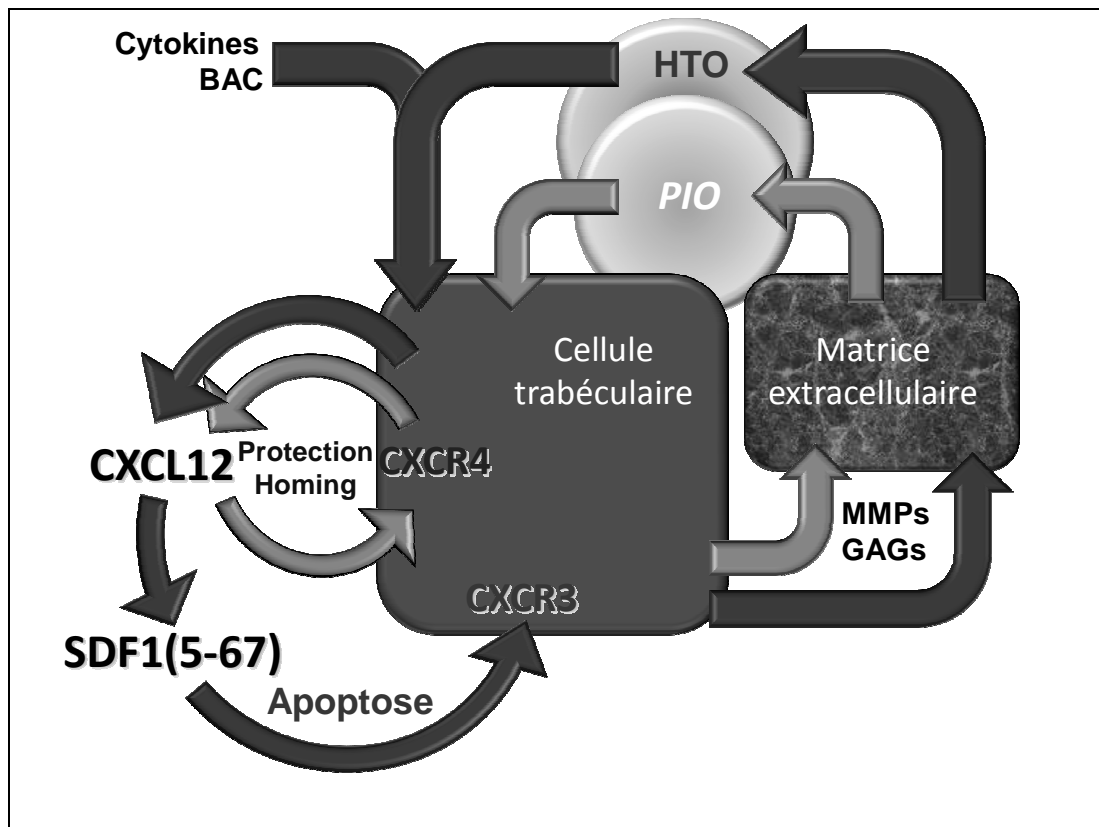 Cytokines
BAC
HTO
PIO
Cellule
trabéculaire
Matrice
extracellulaire
CXCL12
Protection
Homing
CXCR4
MMPs
GAGs
CXCR3
SDF1(5-67)
Apoptose